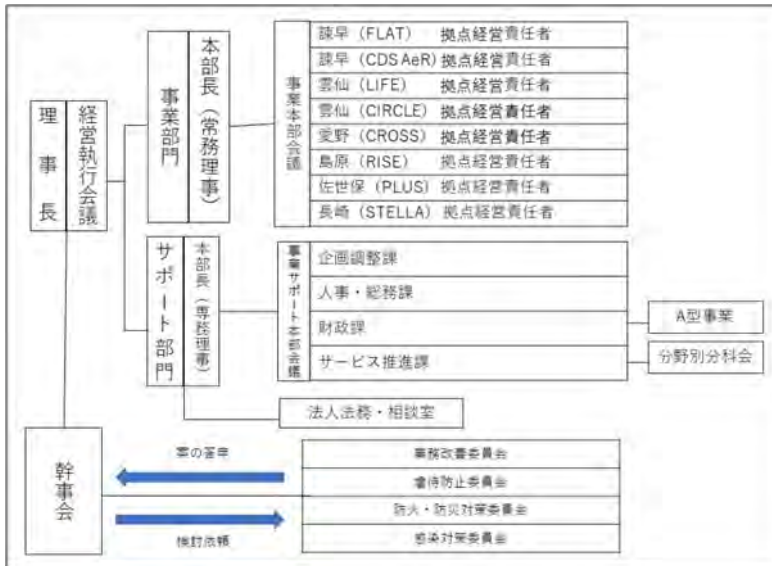 理事長
経営執行会議
事業部門
本部長（常務理事）
事業本部会議
諫早（FLAT） 拠点経営責任者
諫早（CDS AeR）拠点経営責任者
雲仙（LIFE） 拠点経営責任者
雲仙（CIRCLE） 拠点経営責任者
愛野（CROSS） 拠点経営責任者
島原（RISE） 拠点経営責任者
佐世保（PLUS） 拠点経営責任者
長崎（STELLA） 拠点経営責任者
サポート部門
本部長（専務理事）
事業サポート本部会議
企画調整課
人事・総務課
財政課
サービス推進課
A型事業
分野別分科会
法人法務・相談室
幹事会
案の答申
検討依頼
業務改善委員会
虐待防止委員会
防火・防災対策委員会
感染対策委員会